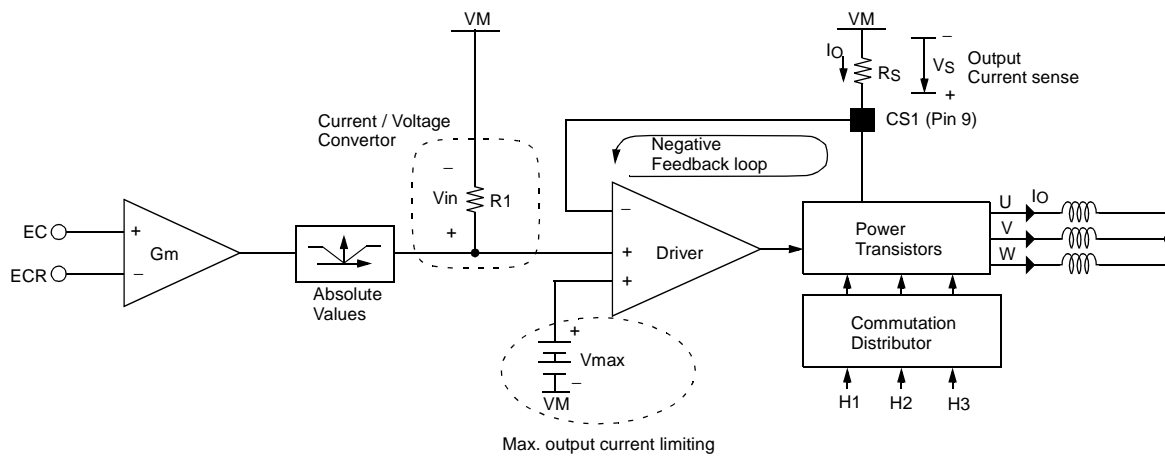 VM
VM
IO
RS
VS
Output
Current sense
−
+
CS1 (Pin 9)
Current / Voltage
Convertor
−
Vin
+
R1
Negative
Feedback loop
EC
ECR
+
−
Gm
Absolute
Values
−
+
+
Driver
Power
Transistors
U
V
W
IO
Commutation
Distributor
H1
H2
H3
+
Vmax
−
VM
Max. output current limiting